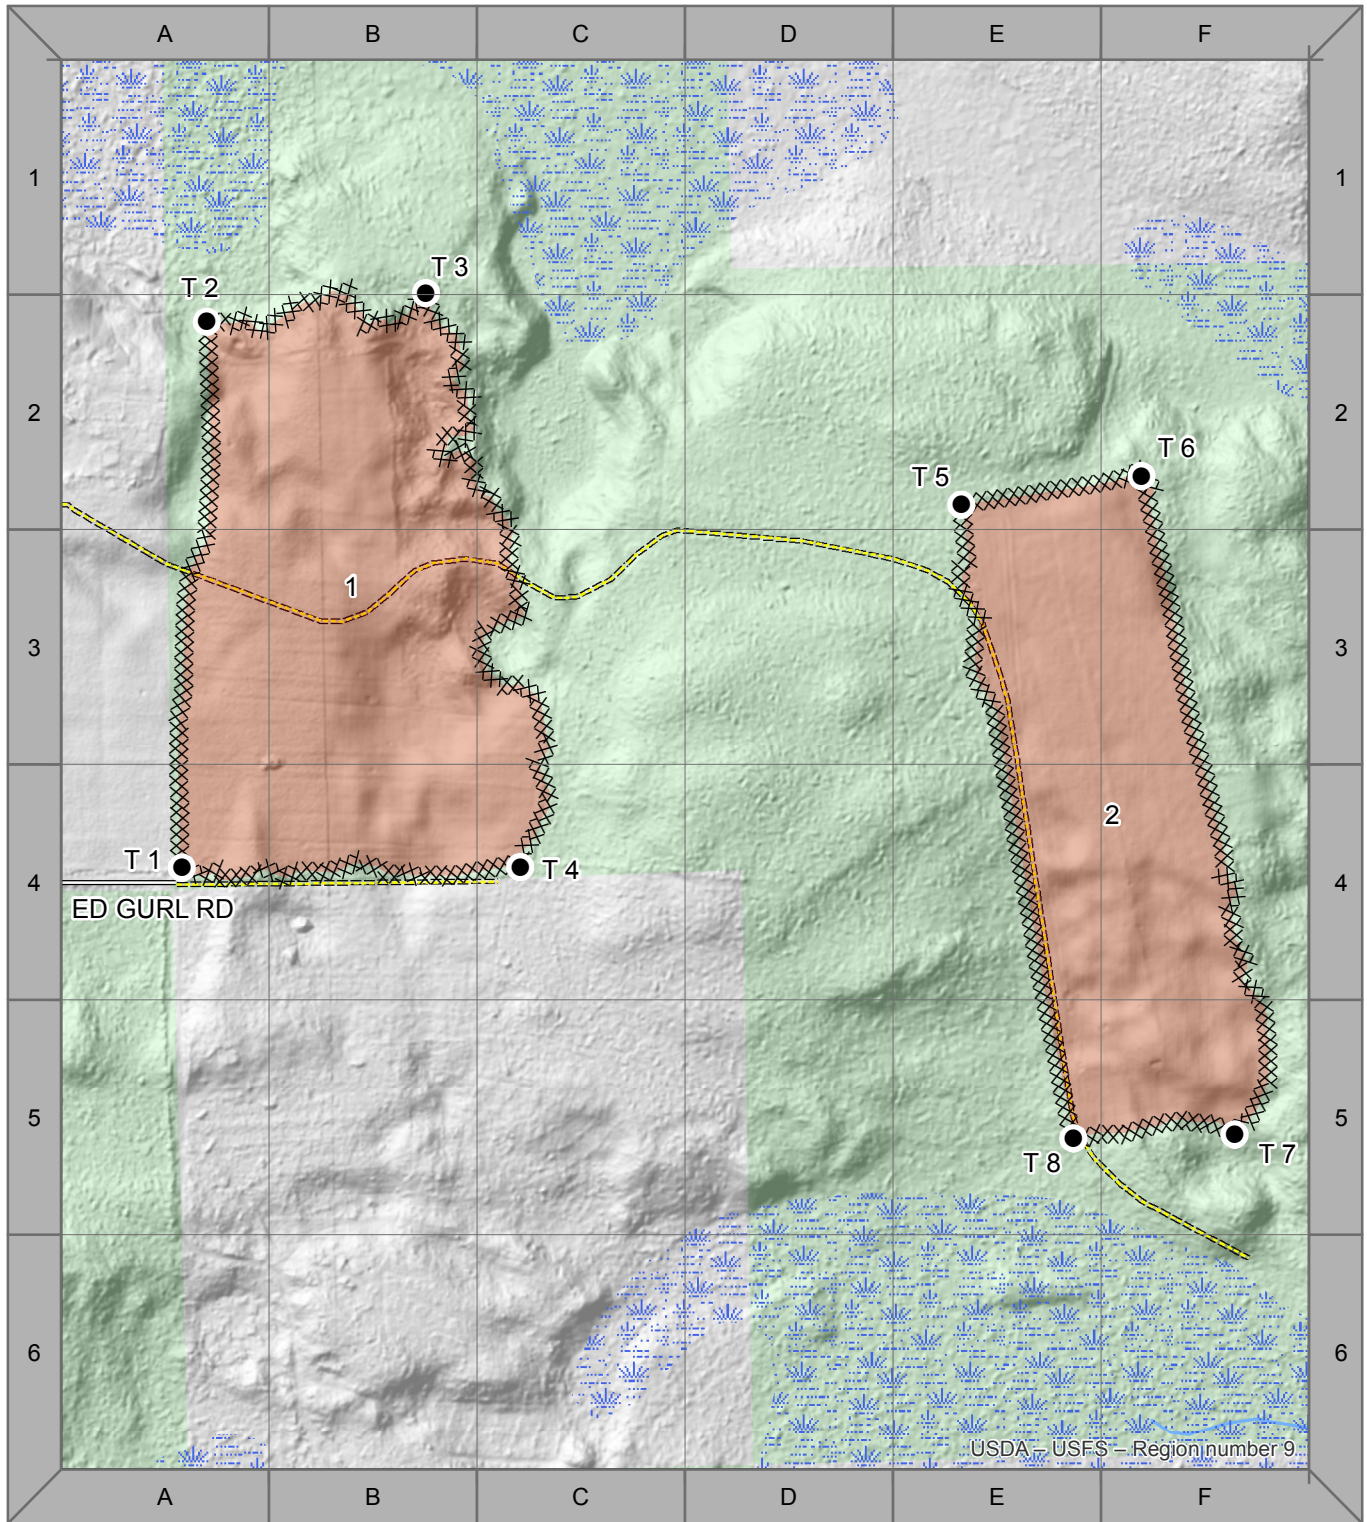 A B C D E F
1 1
T 3
T 2
2 2
T 6
T 5
1
3 3
2
T 1 T 4
4 4
ED GURL RD
5 5
T 8 T 7
6 6
USDA – USFS – Region number 9
A B C D E F